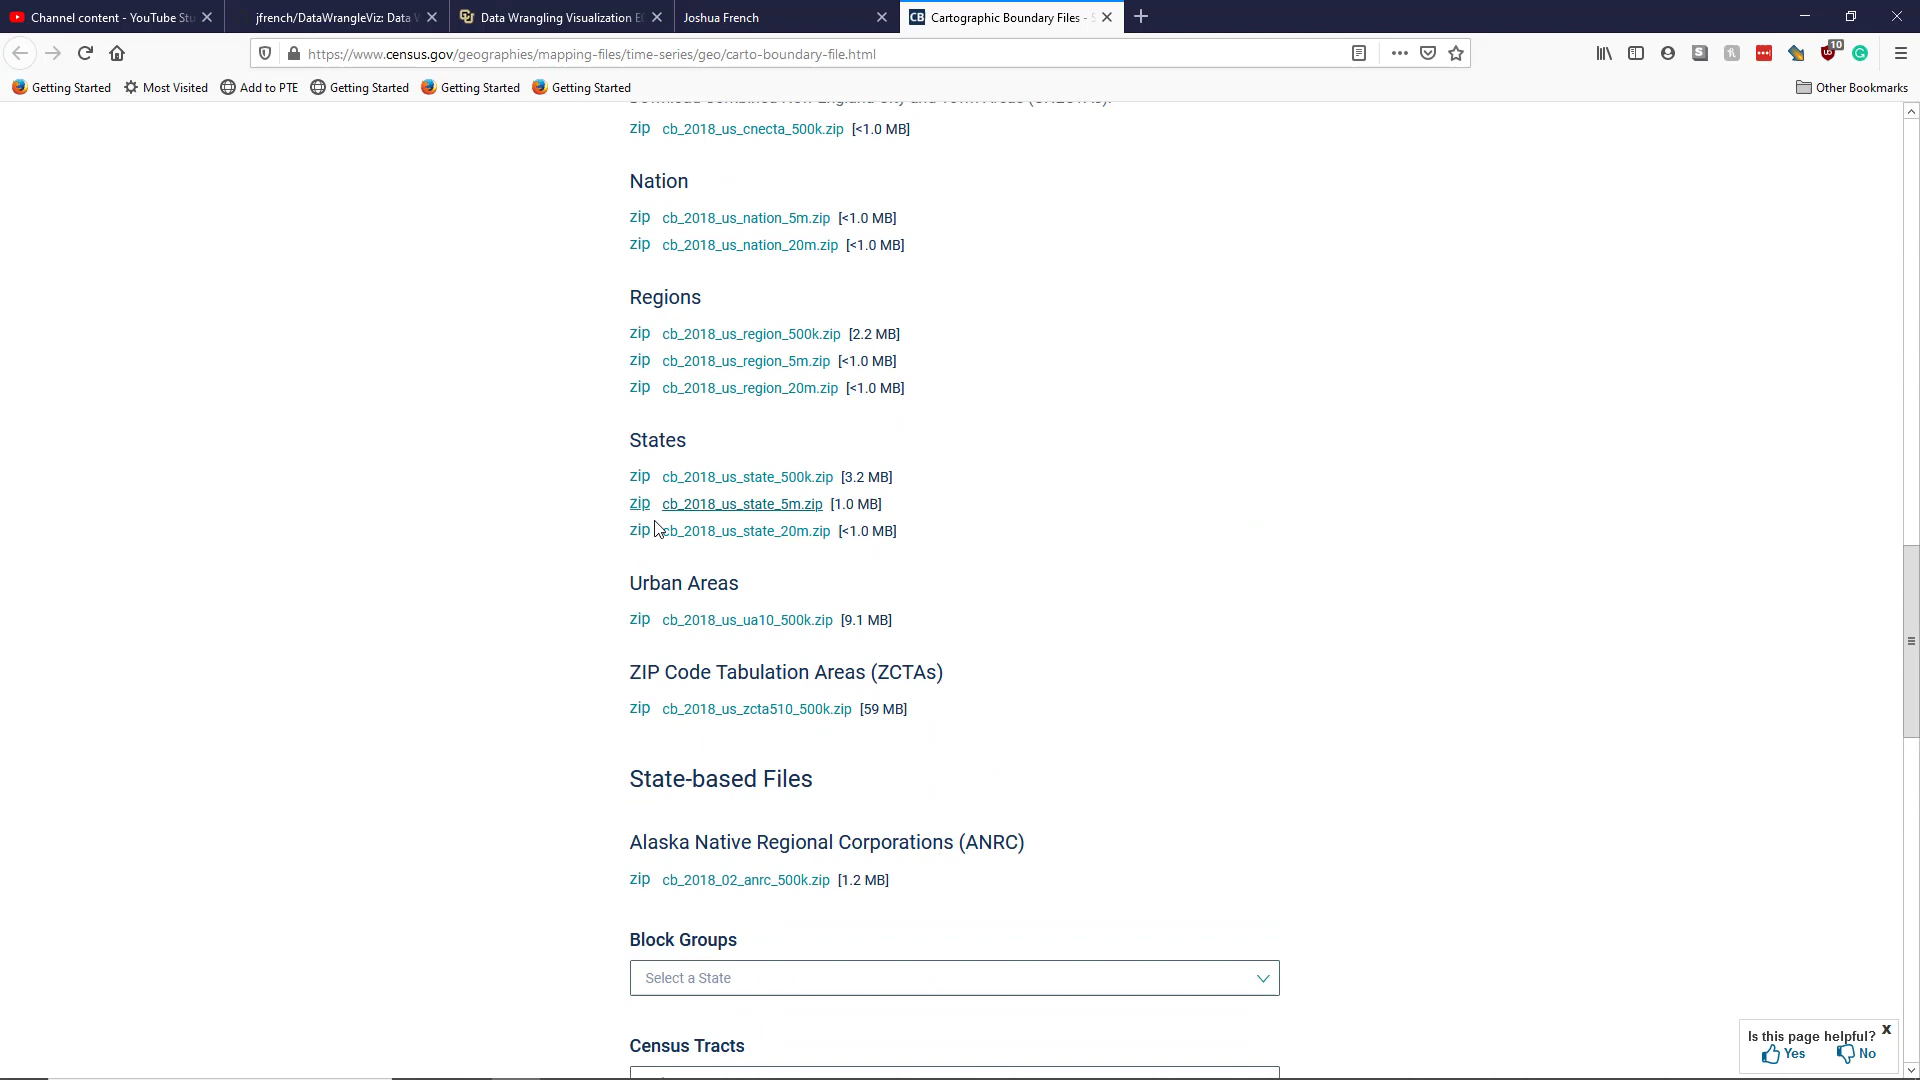 Channel content - YouTube Stu
jfrench/DataWrangleViz: Data W
Data Wrangling Visualization E
Joshua French
CB Cartographic Boundary Files - S
https://www.census.gov/geographies/mapping-files/time-series/geo/carto-boundary-file.html
10
Getting Started
Most Visited
Add to PTE
Getting Started
Getting Started
Getting Started
Other Bookmarks
zip cb_2018_us_cnecta_500k.zip [<1.0 MB]
Nation
zip cb_2018_us_nation_5m.zip [<1.0 MB]
zip cb_2018_us_nation_20m.zip [<1.0 MB]
Regions
zip cb_2018_us_region_500k.zip [2.2 MB]
zip cb_2018_us_region_5m.zip [<1.0 MB]
zip cb_2018_us_region_20m.zip [<1.0 MB]
States
zip cb_2018_us_state_500k.zip [3.2 MB]
zip cb_2018_us_state_5m.zip [1.0 MB]
zip cb_2018_us_state_20m.zip [<1.0 MB]
Urban Areas
zip cb_2018_us_ua10_500k.zip [9.1 MB]
ZIP Code Tabulation Areas (ZCTAs)
zip cb_2018_us_zcta510_500k.zip [59 MB]
State-based Files
Alaska Native Regional Corporations (ANRC)
zip cb_2018_02_anrc_500k.zip [1.2 MB]
Block Groups
Select a State
Census Tracts
Is this page helpful? X
Yes No